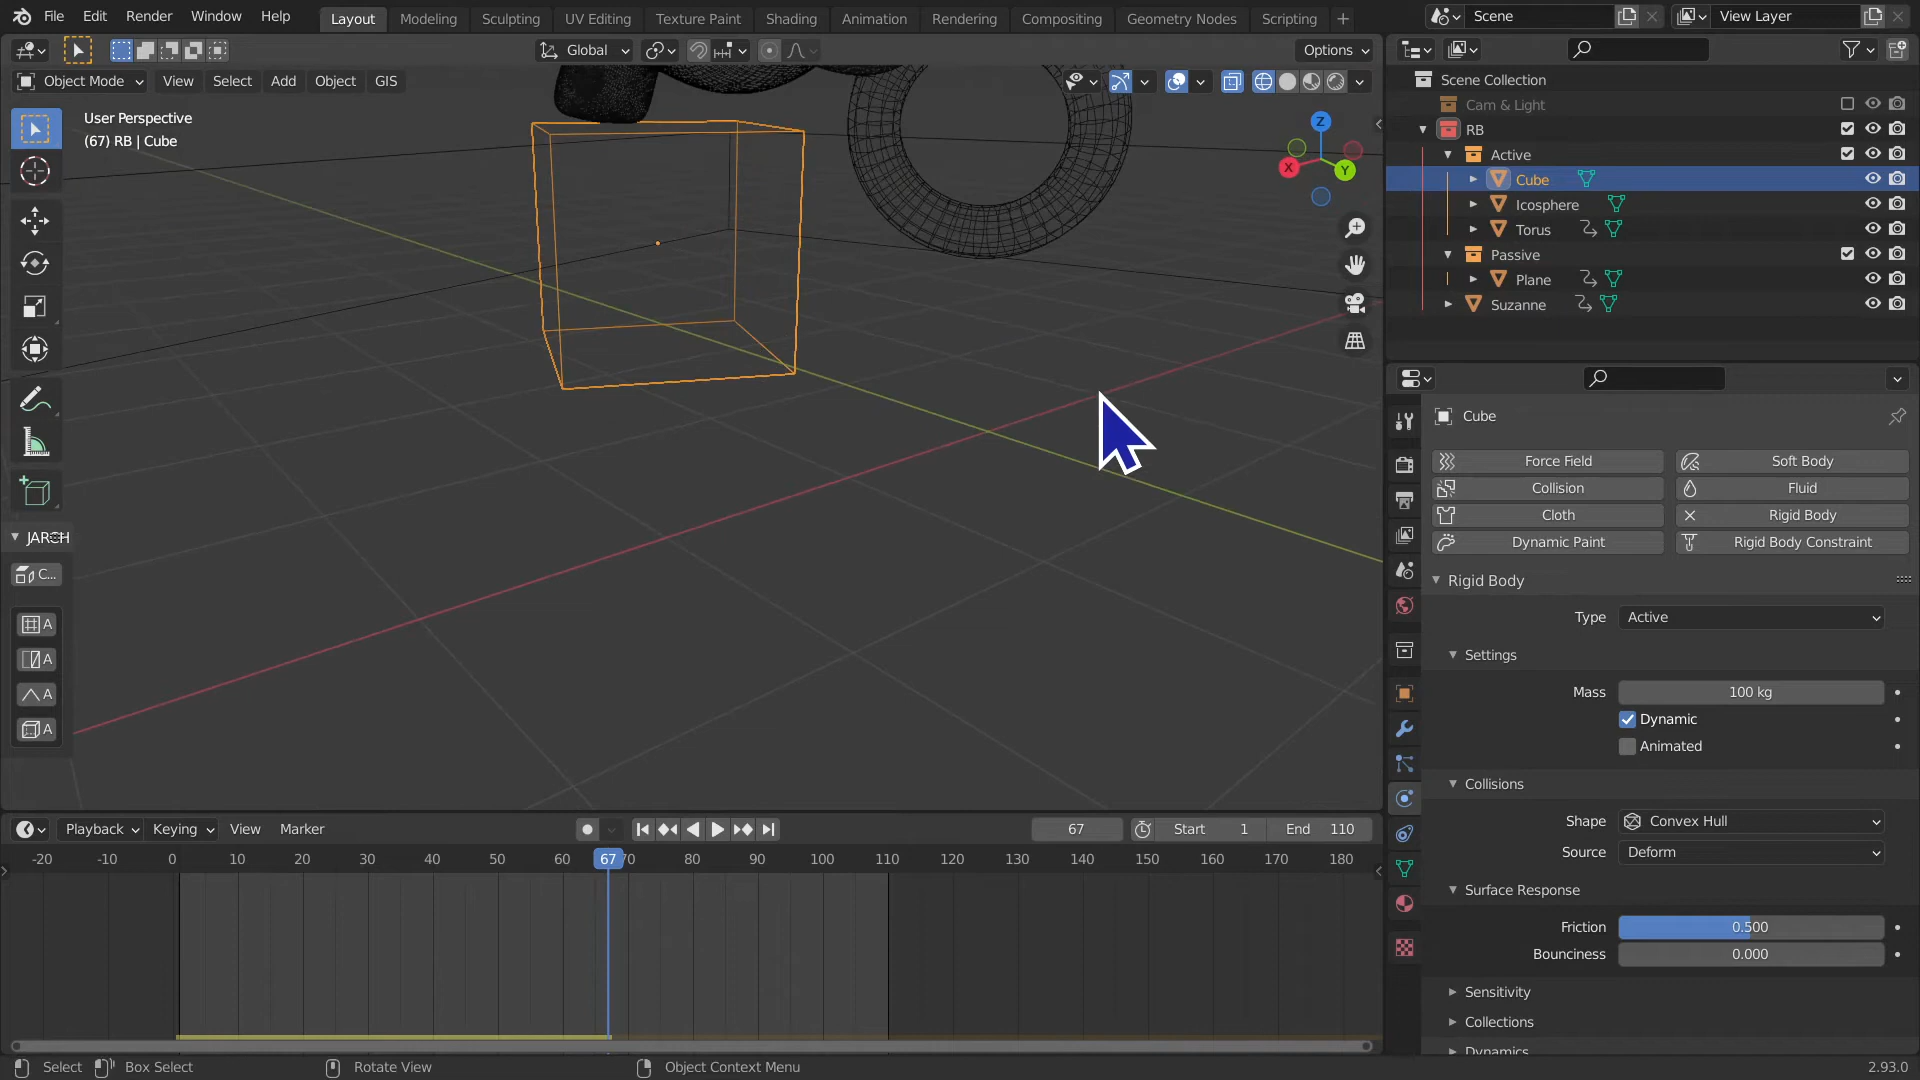 File Edit Render Window Help Layout Modeling Sculpting UV Editing Texture Paint Shading Animation Rendering Compositing Geometry Nodes Scripting Scene View Layer
Global Options
Object Mode View Select Add Object GIS
User Perspective
(67) RB | Cube
Z
X
Y
JARCH
C...
A
A
A
A
Scene Collection
Cam & Light
RB
Active
Cube
Icosphere
Torus
Passive
Plane
Suzanne
Cube
Force Field Soft Body
Collision Fluid
Cloth Rigid Body
Dynamic Paint Rigid Body Constraint
Rigid Body
Type Active
Settings
Mass 100 kg
Dynamic
Animated
Collisions
Shape Convex Hull
Source Deform
Surface Response
Friction 0.500
Bounciness 0.000
Sensitivity
Collections
Dynamics
Playback Keying View Marker 67 Start 1 End 110
-20 -10 0 10 20 30 40 50 60 67 70 80 90 100 110 120 130 140 150 160 170 180
Select Box Select Rotate View Object Context Menu 2.93.0